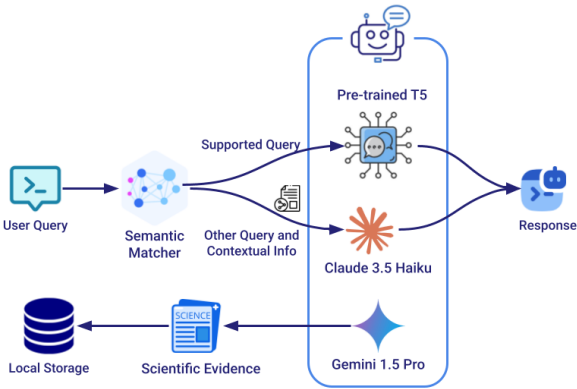 Pre-trained T5
Supported Query
User Query
Semantic
Matcher
Other Query and
Contextual Info
Claude 3.5 Haiku
Response
SCIENCE
Local Storage
Scientific Evidence
Gemini 1.5 Pro